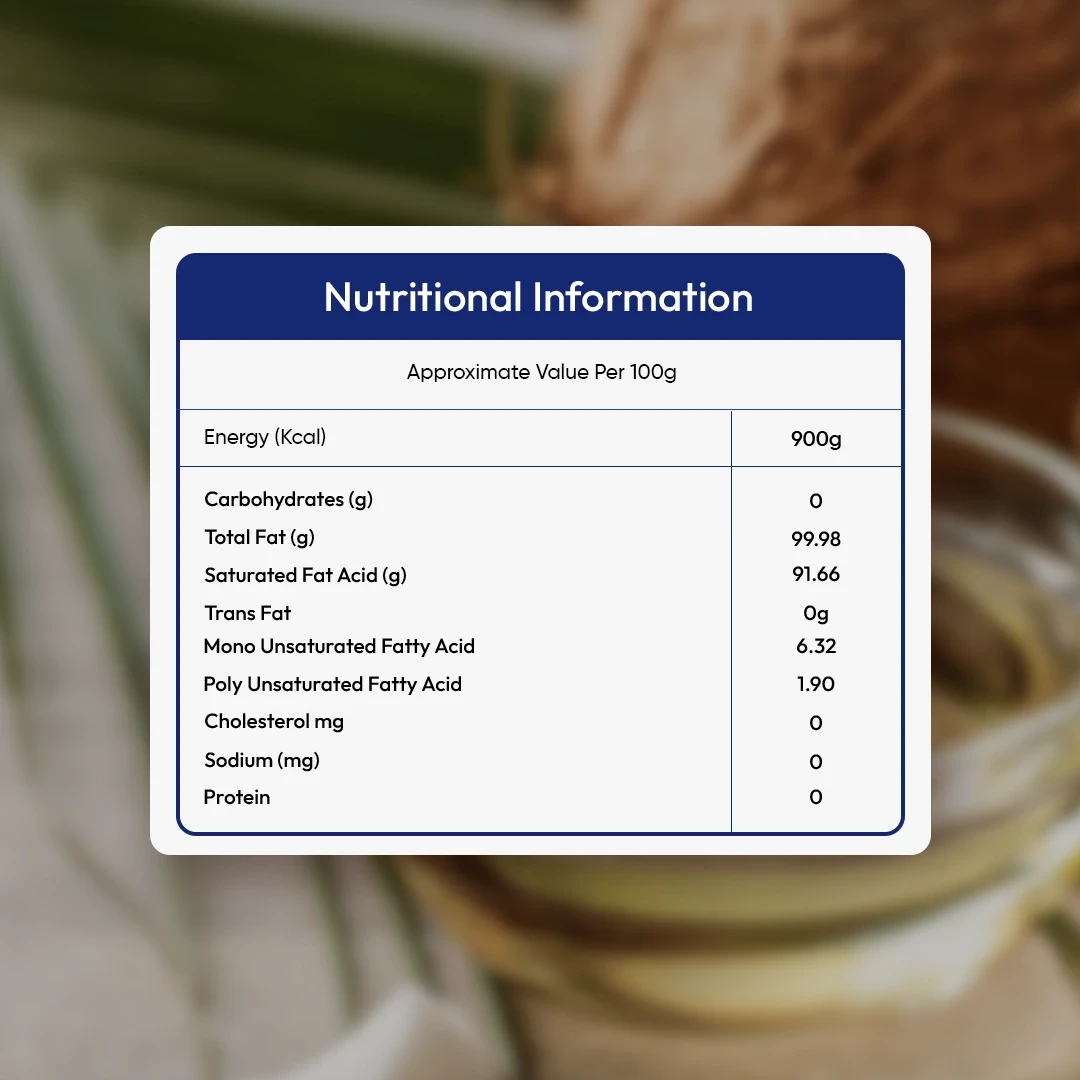 Nutritional Information
Approximate Value Per 100g
Energy (Kcal) 900g
Carbohydrates (g) 0
Total Fat (g) 99.98
Saturated Fat Acid (g) 91.66
Trans Fat 0g
Mono Unsaturated Fatty Acid 6.32
Poly Unsaturated Fatty Acid 1.90
Cholesterol mg 0
Sodium (mg) 0
Protein 0